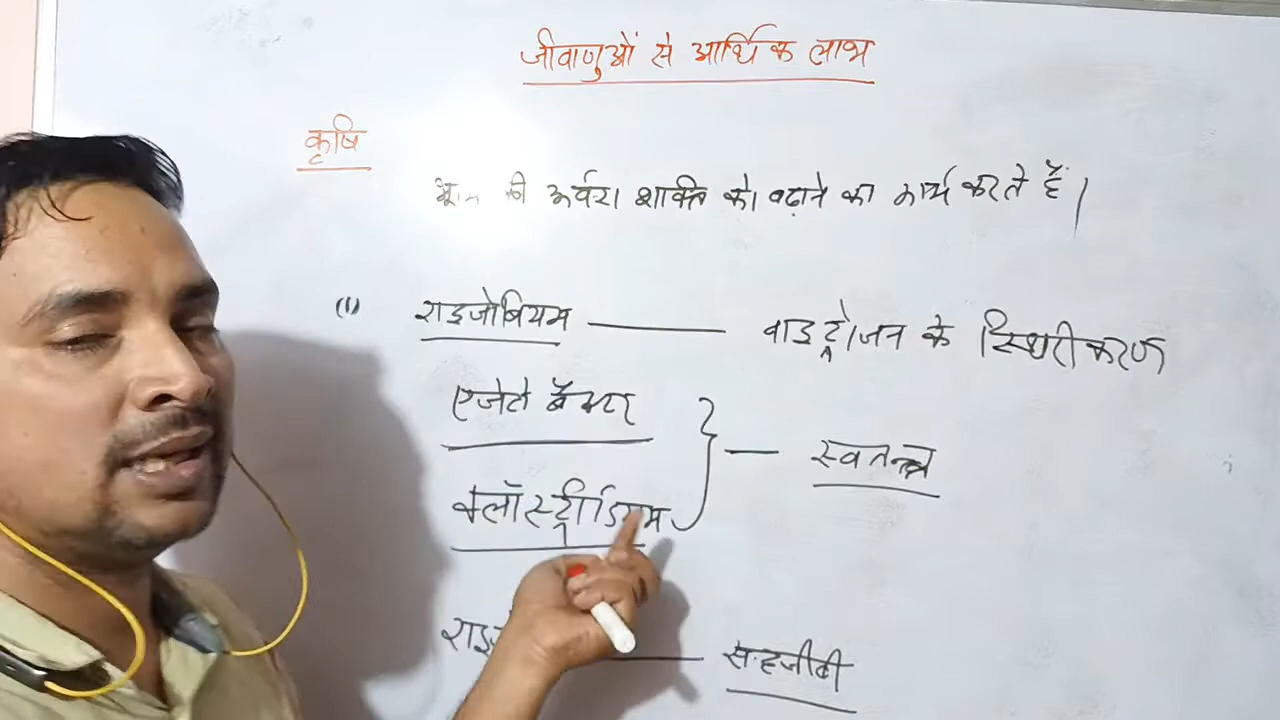 जीवाणुओं से आर्थिक लाभ
कृषि
की उर्वरा शक्ति को बढ़ाने का कार्य करते हैं।
(1) राइजोबियम — नाइट्रोजन के स्थिरीकरण
एजेटो बैक्टर
क्लॉस्ट्रीडियम } — स्वतन्त्र
— सहजीवी